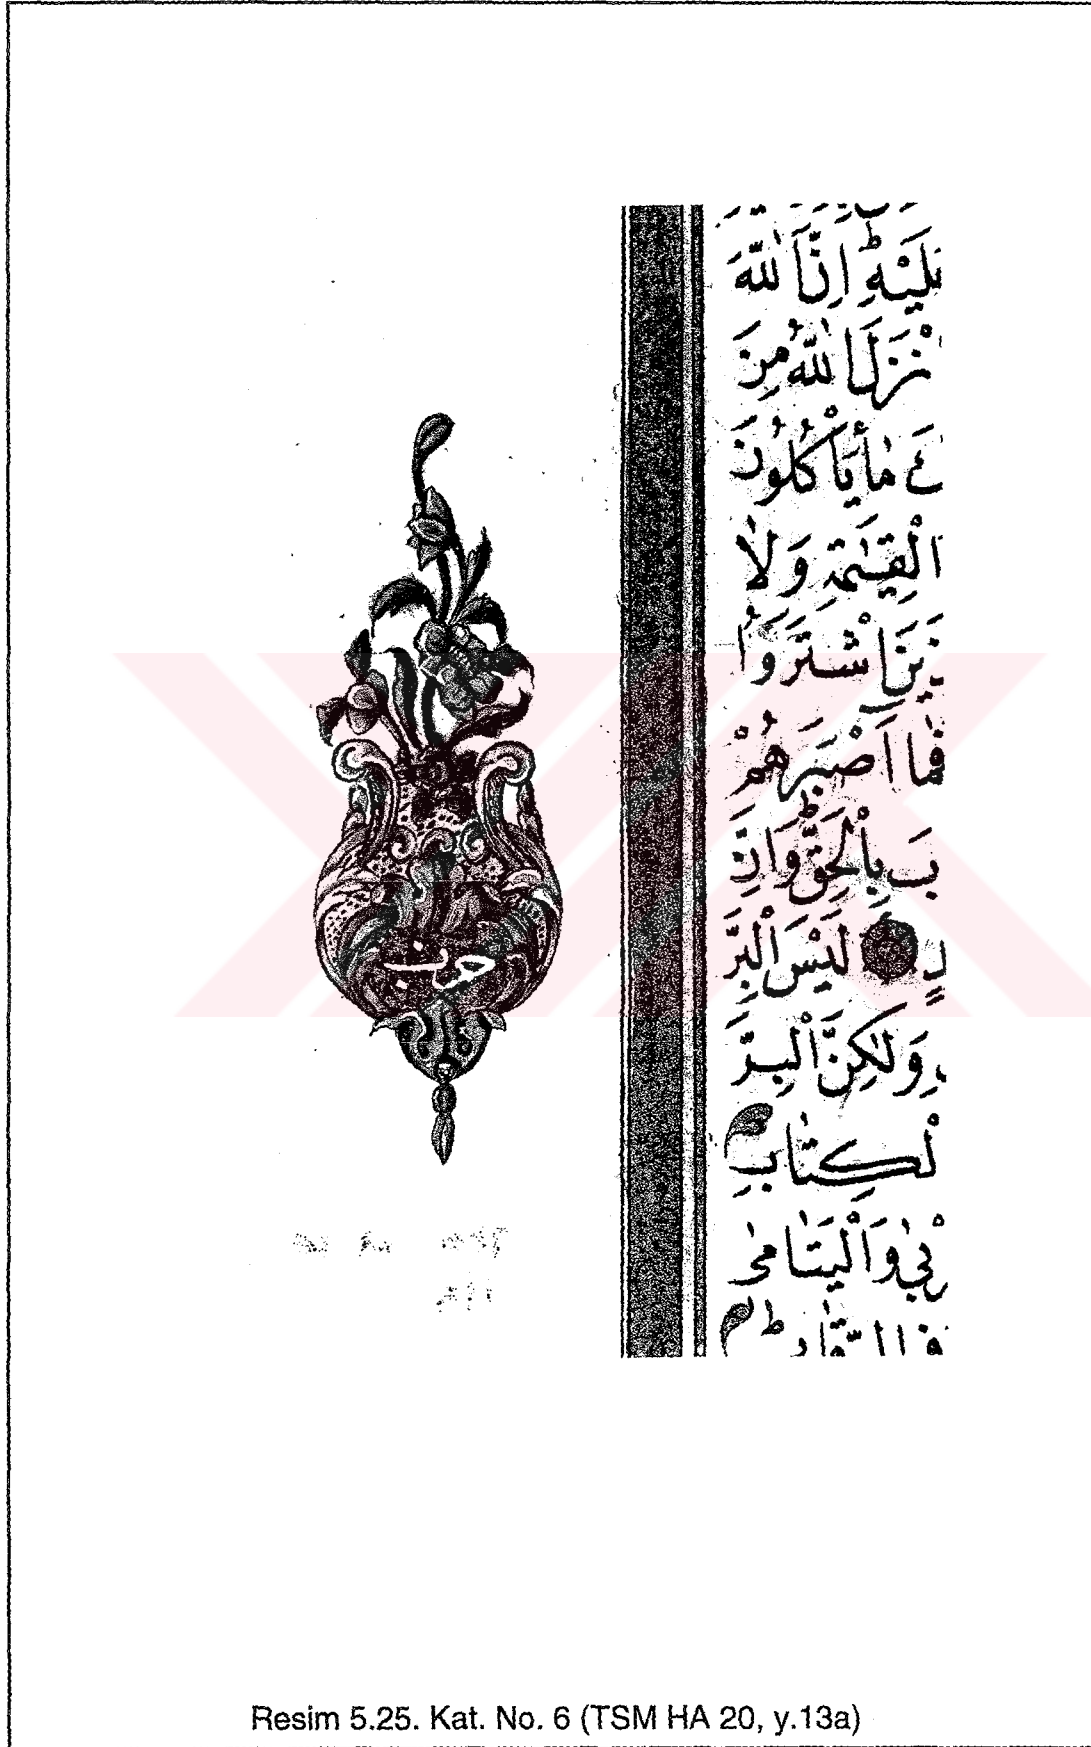 عَلَيْهِ ط اِنَّ اللّٰهَ
نَزَلَ اللّٰهُ مِنَ
مَا يَأْكُلُونَ
الْقِيٰمَةِ وَلَا
اشْتَرَوُا
فَمَا اَصْبَرَهُمْ
بَ بِالْحَقِّ ط وَاِنَّ
دٍ لَيْسَ الْبِرَّ
وَلٰكِنَّ الْبِرَّ
لْكِتَابِ
رْبٰى وَالْيَتَامٰى
حزب
Resim 5.25. Kat. No. 6 (TSM HA 20, y.13a)